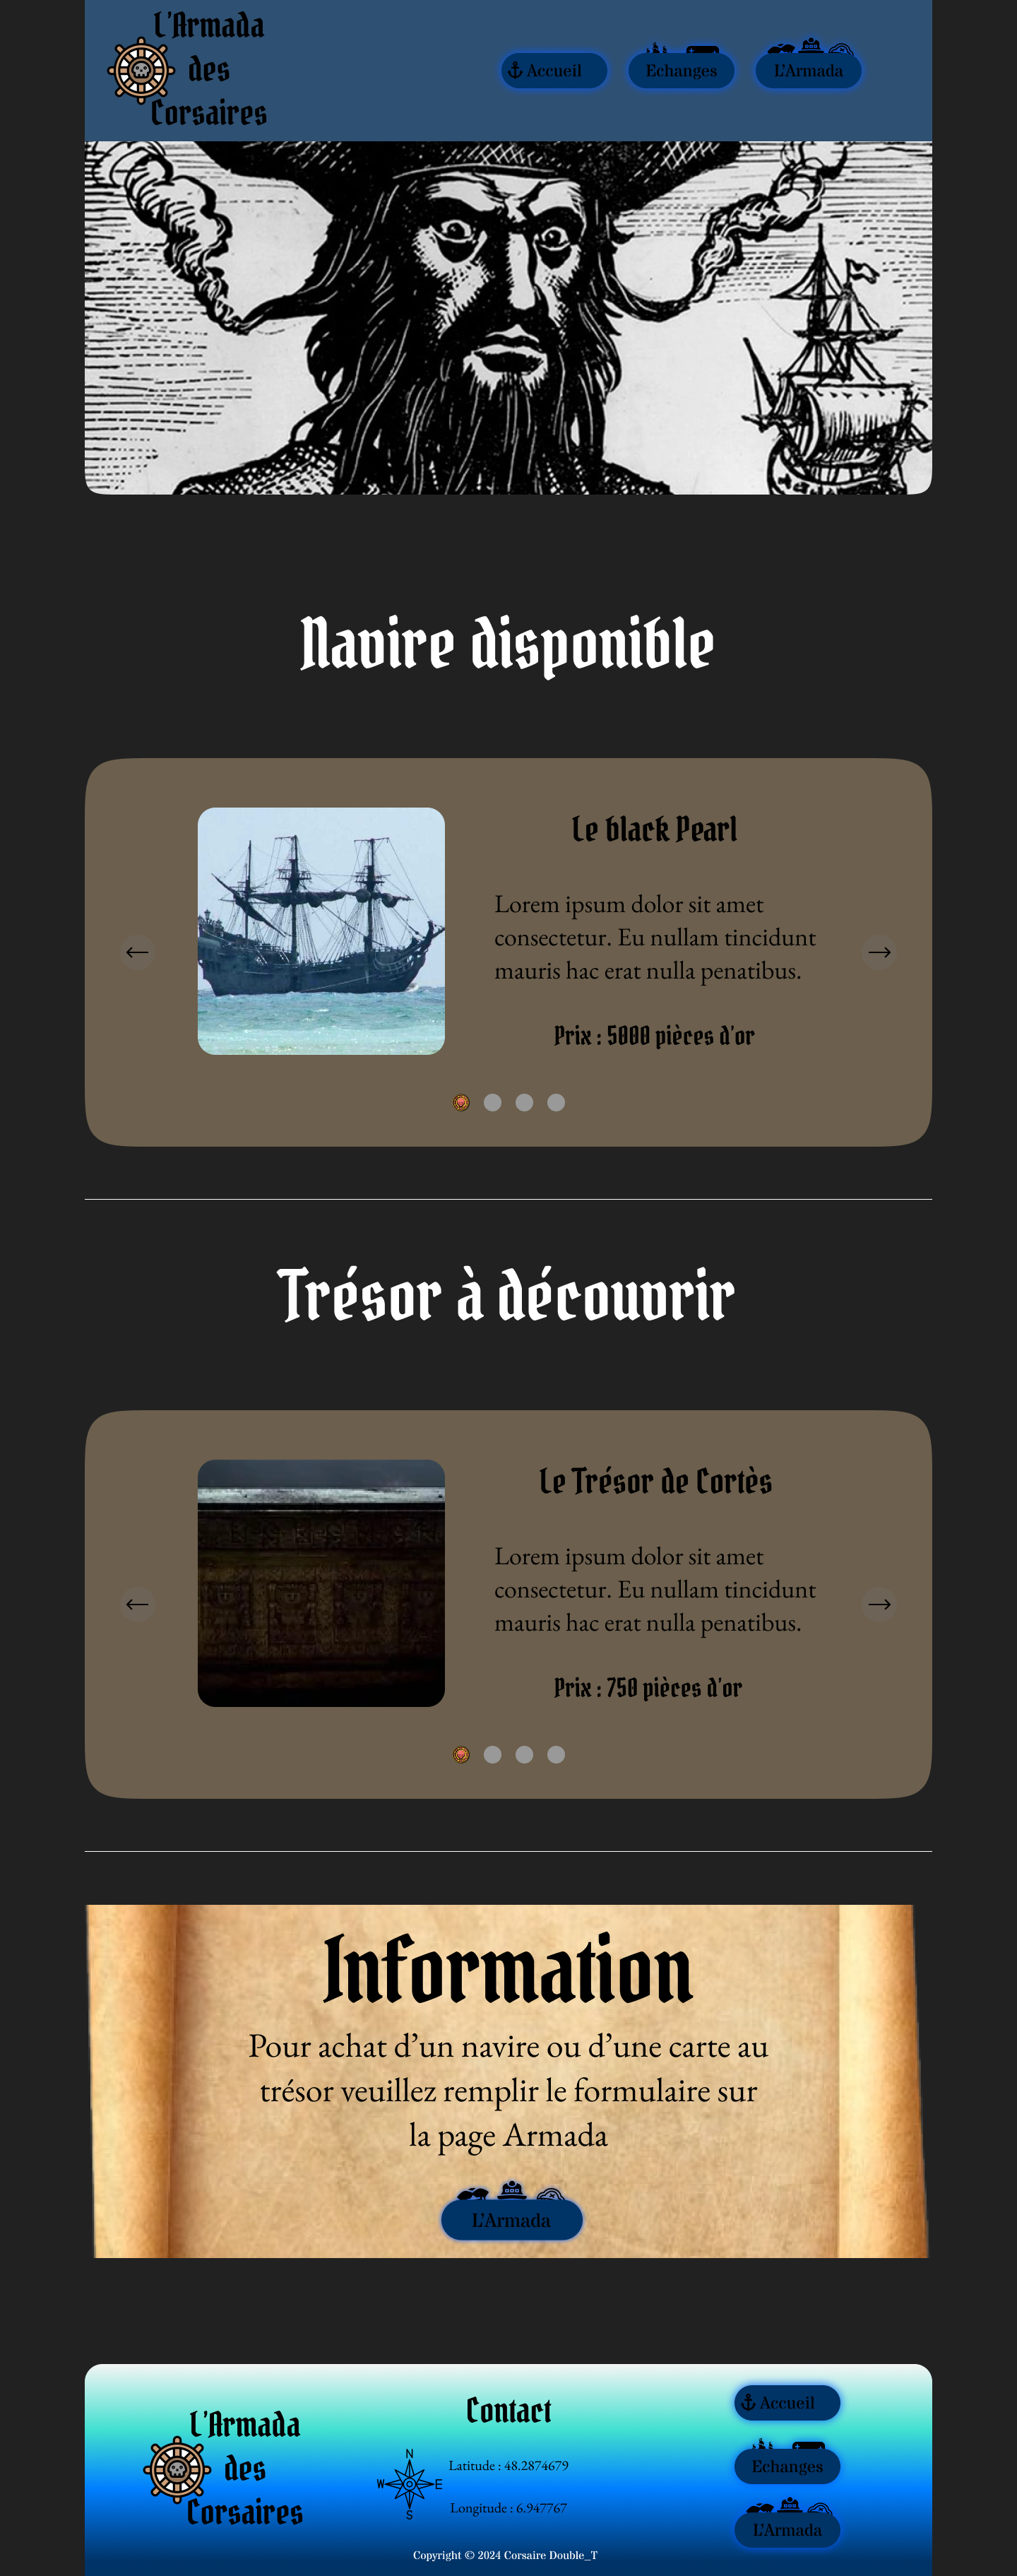 L'Armada
des
Corsaires
Accueil
Echanges
L'Armada
Navire disponible
Le black Pearl
Lorem ipsum dolor sit amet
consectetur. Eu nullam tincidunt
mauris hac erat nulla penatibus.
Prix : 5000 pièces d'or
Trésor à découvrir
Le Trésor de Cortès
Lorem ipsum dolor sit amet
consectetur. Eu nullam tincidunt
mauris hac erat nulla penatibus.
Prix : 750 pièces d'or
Information
Pour achat d’un navire ou d’une carte au
trésor veuillez remplir le formulaire sur
la page Armada
L'Armada
L'Armada
des
Corsaires
Contact
N
W E
S
Latitude : 48.2874679
Longitude : 6.947767
Accueil
Echanges
L'Armada
Copyright © 2024 Corsaire Double_T